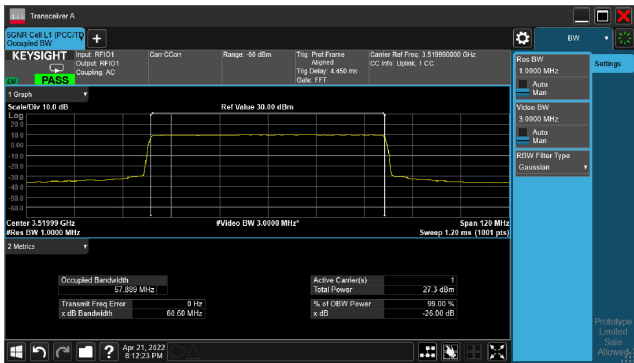 Transceiver A
5GNR Cell L1 (PCC/TD
Occupied BW
+
BW
KEYSIGHT
Input: RFIO1
Output: RFIO1
Coupling: AC
Corr CCorr
Range: -60 dBm
Trig: Prel Frame
Aligned
Trig Delay: 4.450 ms
Gate: FFT
Carrier Ref Freq: 3.519990000 GHz
CC Info: Uplink, 1 CC
PASS
Settings
Res BW
1.0000 MHz
Auto
Man
Video BW
3.0000 MHz
Auto
Man
RBW Filter Type
Gaussian
1 Graph
Scale/Div 10.0 dB
Ref Value 30.00 dBm
Log
20.0
10.0
0.00
-10.0
-20.0
-30.0
-40.0
-50.0
-60.0
Center 3.51999 GHz
#Res BW 1.0000 MHz
#Video BW 3.0000 MHz*
Span 120 MHz
Sweep 1.20 ms (1001 pts)
2 Metrics
Occupied Bandwidth
57.889 MHz
Transmit Freq Error 0 Hz
x dB Bandwidth 60.60 MHz
Active Carrier(s) 1
Total Power 27.3 dBm
% of OBW Power 99.00 %
x dB -26.00 dB
Apr 21, 2022
8:12:23 PM
?
Prototype
Limited
Sale
Allowed